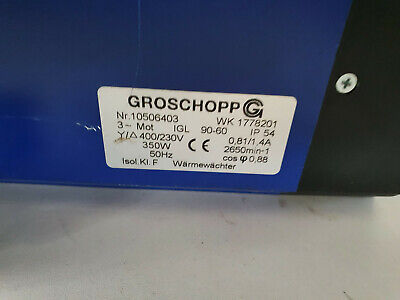 GROSCHOPP G
Nr.10506403 WK 1778201
3~ Mot IGL 90-60 IP 54
Y/△ 400/230V 0,81/1,4A
350W CE 2650min-1
50Hz cos φ 0,88
Isol.Kl.F Wärmewächter